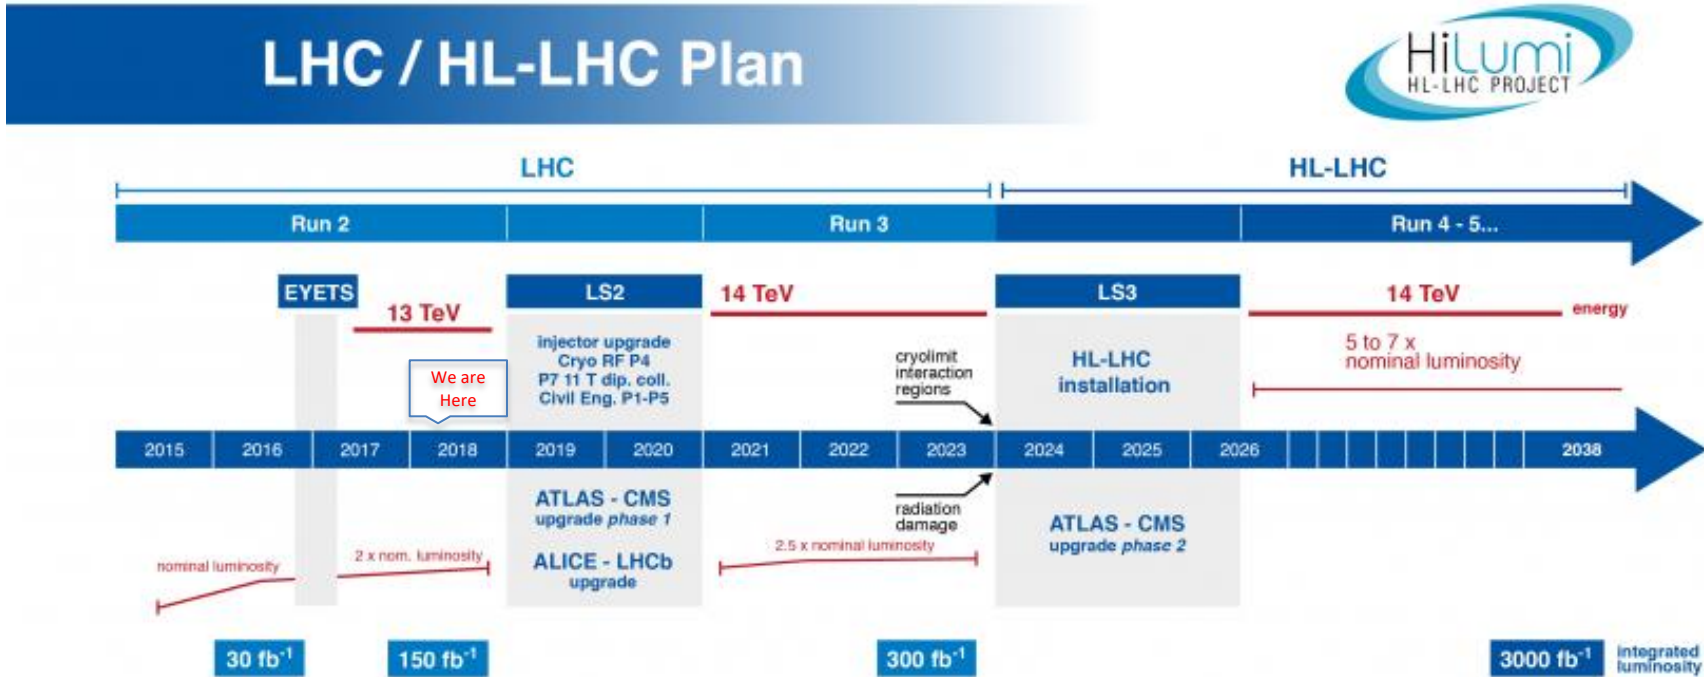 LHC / HL-LHC Plan
HiLumi
HL-LHC PROJECT
LHC
HL-LHC
Run 2
Run 3
Run 4 - 5...
EYETS
13 TeV
LS2
14 TeV
LS3
14 TeV
energy
injector upgrade
Cryo RF P4
P7 11 T dip. coll.
Civil Eng. P1-P5
cryolimit
interaction
regions
HL-LHC
installation
5 to 7 x
nominal luminosity
We are
Here
2015 2016 2017 2018 2019 2020 2021 2022 2023 2024 2025 2026 2038
ATLAS - CMS
upgrade phase 1
ALICE - LHCb
upgrade
radiation
damage
ATLAS - CMS
upgrade phase 2
nominal luminosity
2 x nom. luminosity
2.5 x nominal luminosity
30 fb-1
150 fb-1
300 fb-1
3000 fb-1
integrated
luminosity